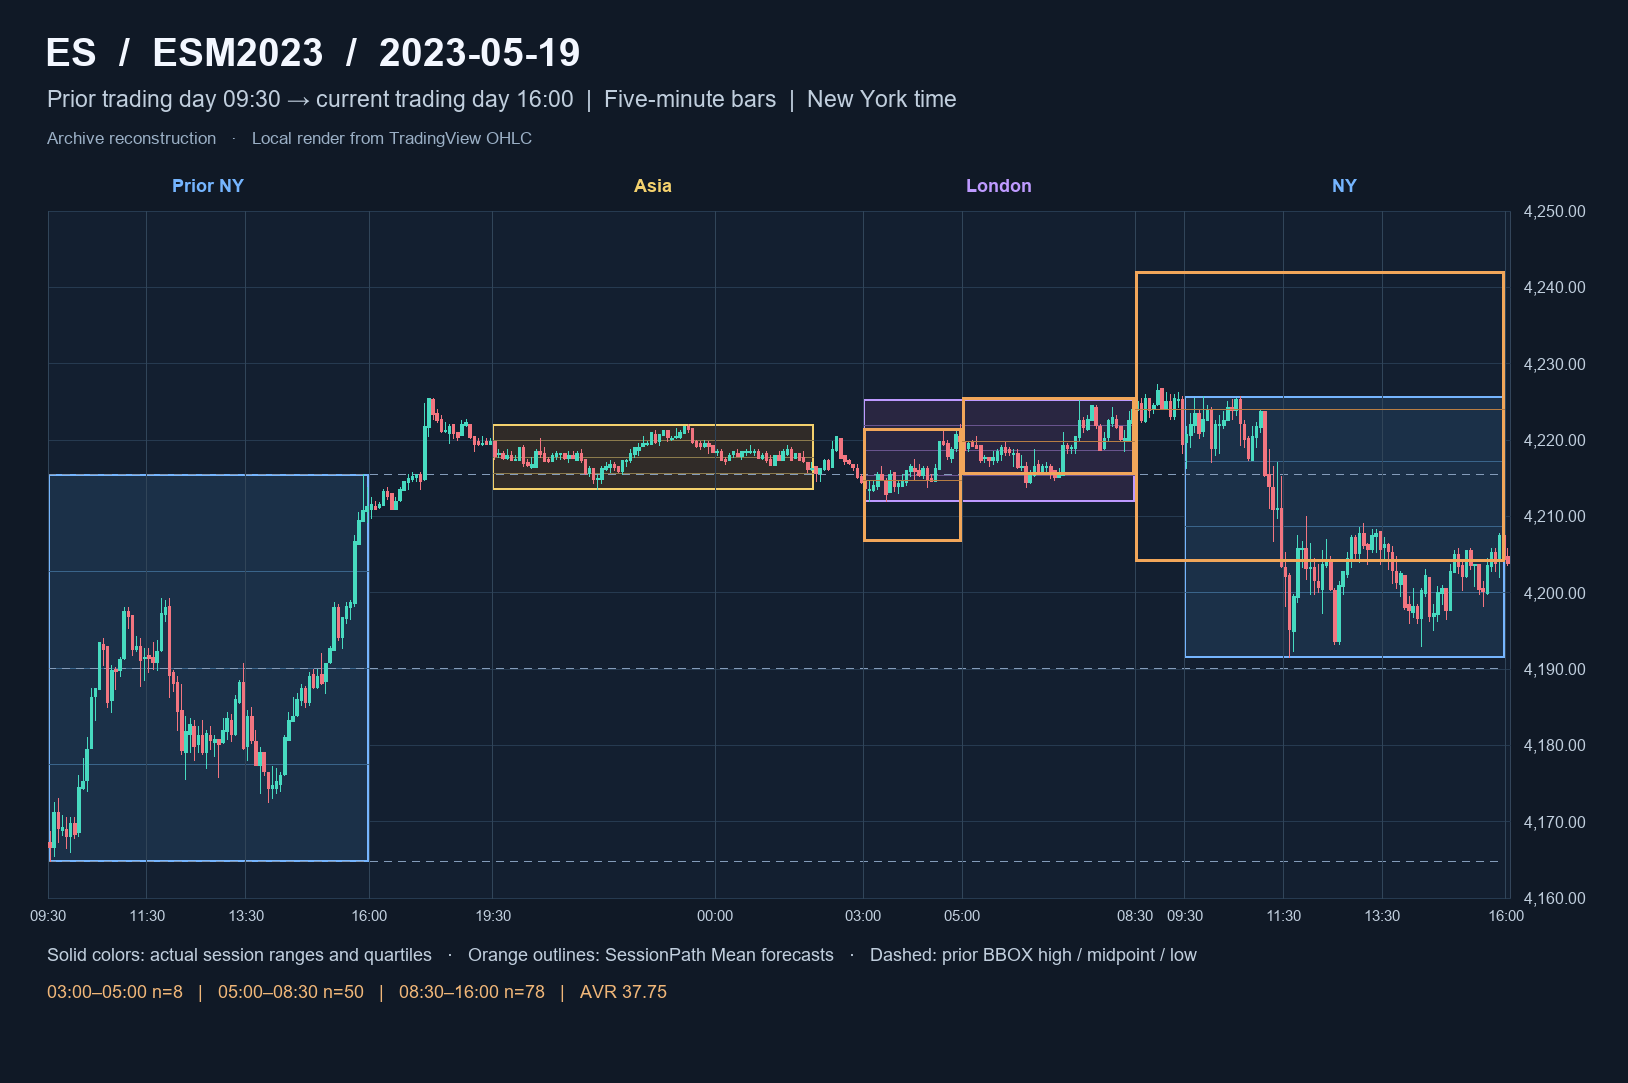 ES / ESM2023 / 2023-05-19
Prior trading day 09:30 → current trading day 16:00 | Five-minute bars | New York time
Archive reconstruction · Local render from TradingView OHLC
Prior NY Asia London NY
4,250.00
4,240.00
4,230.00
4,220.00
4,210.00
4,200.00
4,190.00
4,180.00
4,170.00
4,160.00
09:30 11:30 13:30 16:00 19:30 00:00 03:00 05:00 08:30 09:30 11:30 13:30 16:00
Solid colors: actual session ranges and quartiles · Orange outlines: SessionPath Mean forecasts · Dashed: prior BBOX high / midpoint / low
03:00–05:00 n=8 | 05:00–08:30 n=50 | 08:30–16:00 n=78 | AVR 37.75